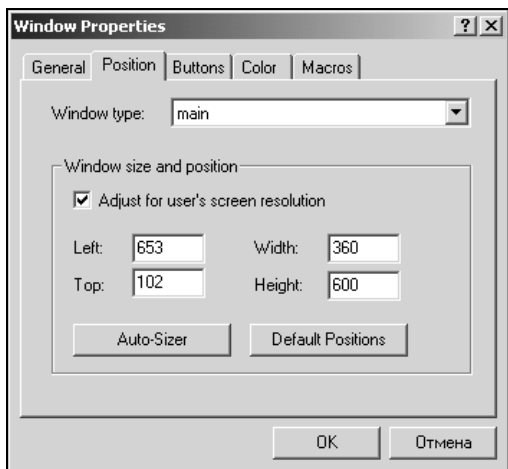 Window Properties
General Position Buttons Color Macros
Window type: main
Window size and position
Adjust for user's screen resolution
Left: 653 Width: 360
Top: 102 Height: 600
Auto-Sizer Default Positions
OK Отмена